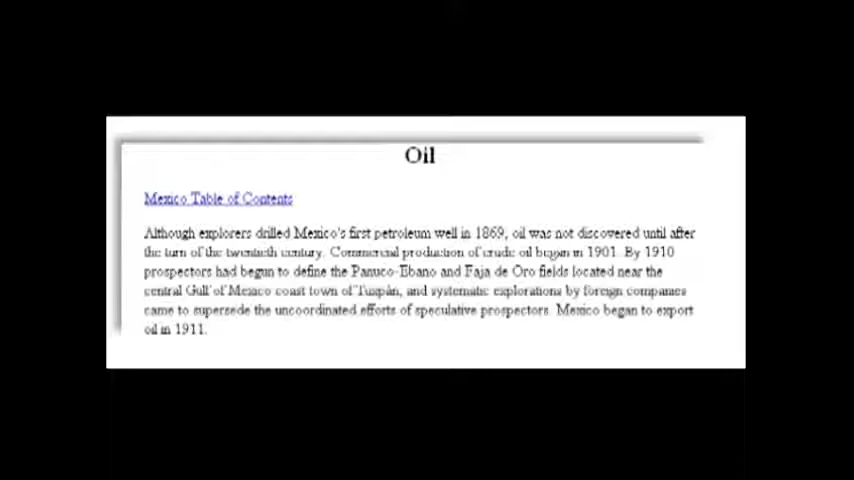 Oil
Mexico Table of Contents
Although explorers drilled Mexico's first petroleum well in 1869, oil was not discovered until after
the turn of the twentieth century. Commercial production of crude oil began in 1901. By 1910
prospectors had begun to define the Panuco-Ebano and Faja de Oro fields located near the
central Gulf of Mexico coast town of Tuxpán, and systematic explorations by foreign companies
came to supersede the uncoordinated efforts of speculative prospectors. Mexico began to export
oil in 1911.